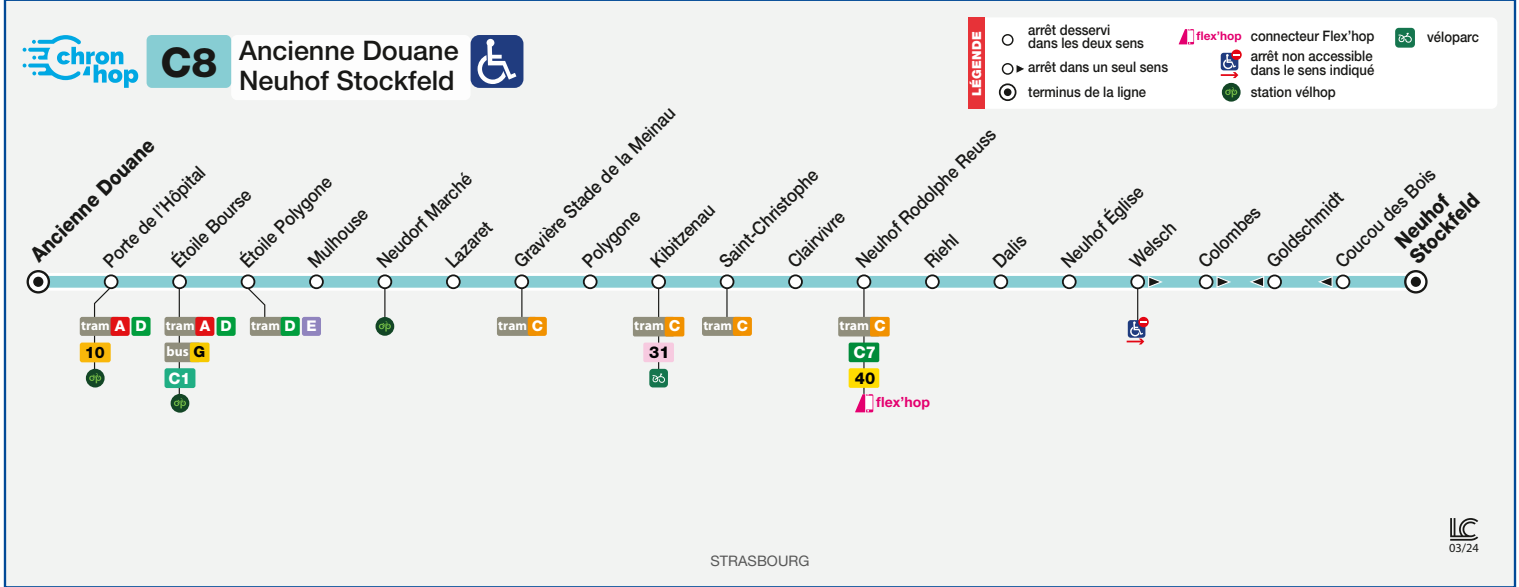 chron
hop
C8
Ancienne Douane
Neuhof Stockfeld
LÉGENDE
arrêt desservi
dans les deux sens
arrêt dans un seul sens
terminus de la ligne
flex'hop connecteur Flex'hop
arrêt non accessible
dans le sens indiqué
station vélhop
véloparc
Ancienne Douane
Porte de l'Hôpital
Étoile Bourse
Étoile Polygone
Mulhouse
Neudorf Marché
Lazaret
Gravière Stade de la Meinau
Polygone
Kibitzenau
Saint-Christophe
Clairvivre
Neuhof Rodolphe Reuss
Riehl
Dalis
Neuhof Église
Welsch
Colombes
Goldschmidt
Coucou des Bois
Neuhof
Stockfeld
tram A D
10
tram A D
bus G
C1
tram D E
tram C
tram C
31
tram C
tram C
C7
40
flex'hop
STRASBOURG
LC
03/24